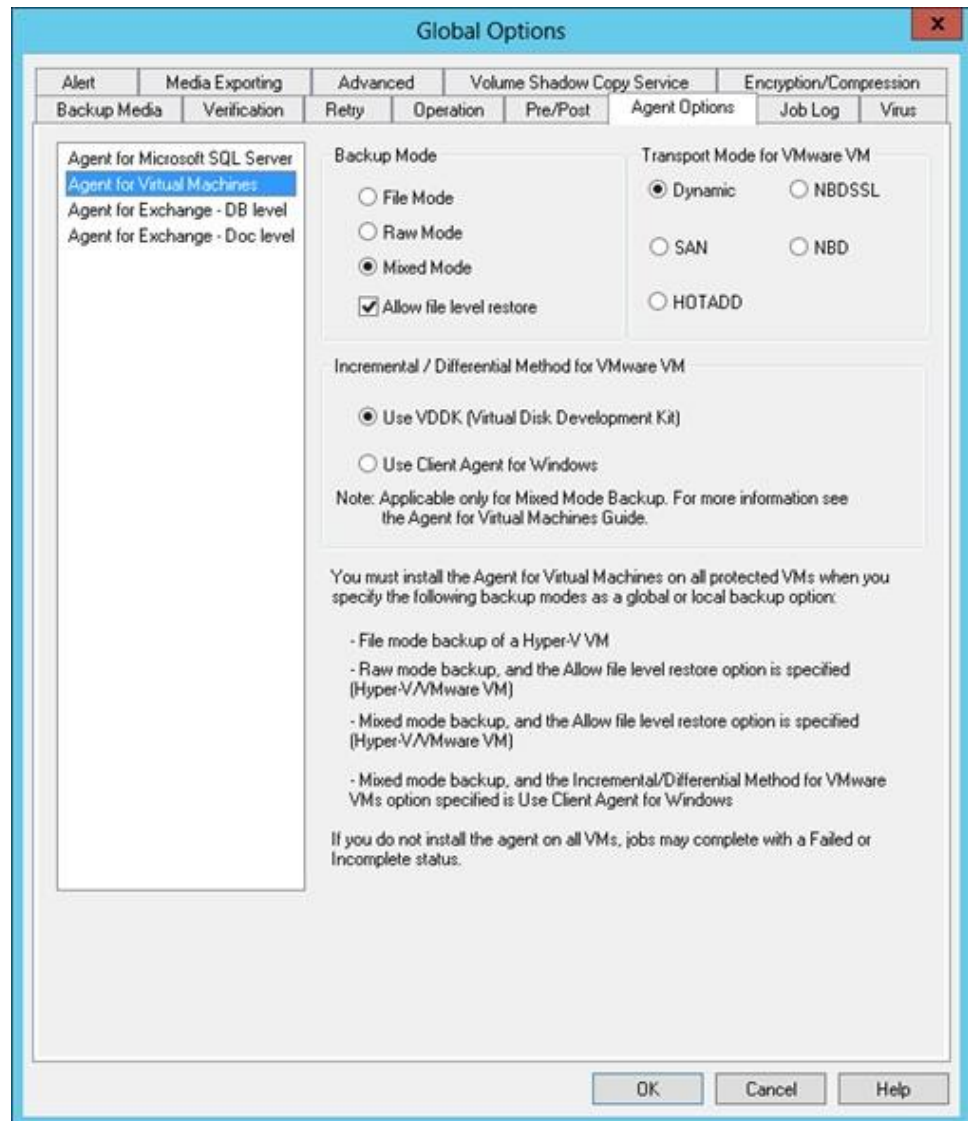 Global Options
x
Alert Media Exporting Advanced Volume Shadow Copy Service Encryption/Compression
Backup Media Verification Retry Operation Pre/Post Agent Options Job Log Virus
Agent for Microsoft SQL Server
Agent for Virtual Machines
Agent for Exchange - DB level
Agent for Exchange - Doc level
Backup Mode
File Mode
Raw Mode
Mixed Mode
Allow file level restore
Transport Mode for VMware VM
Dynamic NBDSSL
SAN NBD
HOTADD
Incremental / Differential Method for VMware VM
Use VDDK (Virtual Disk Development Kit)
Use Client Agent for Windows
Note: Applicable only for Mixed Mode Backup. For more information see
the Agent for Virtual Machines Guide.
You must install the Agent for Virtual Machines on all protected VMs when you
specify the following backup modes as a global or local backup option:
- File mode backup of a Hyper-V VM
- Raw mode backup, and the Allow file level restore option is specified
(Hyper-V/VMware VM)
- Mixed mode backup, and the Allow file level restore option is specified
(Hyper-V/VMware VM)
- Mixed mode backup, and the Incremental/Differential Method for VMware
VMs option specified is Use Client Agent for Windows
If you do not install the agent on all VMs, jobs may complete with a Failed or
Incomplete status.
OK Cancel Help